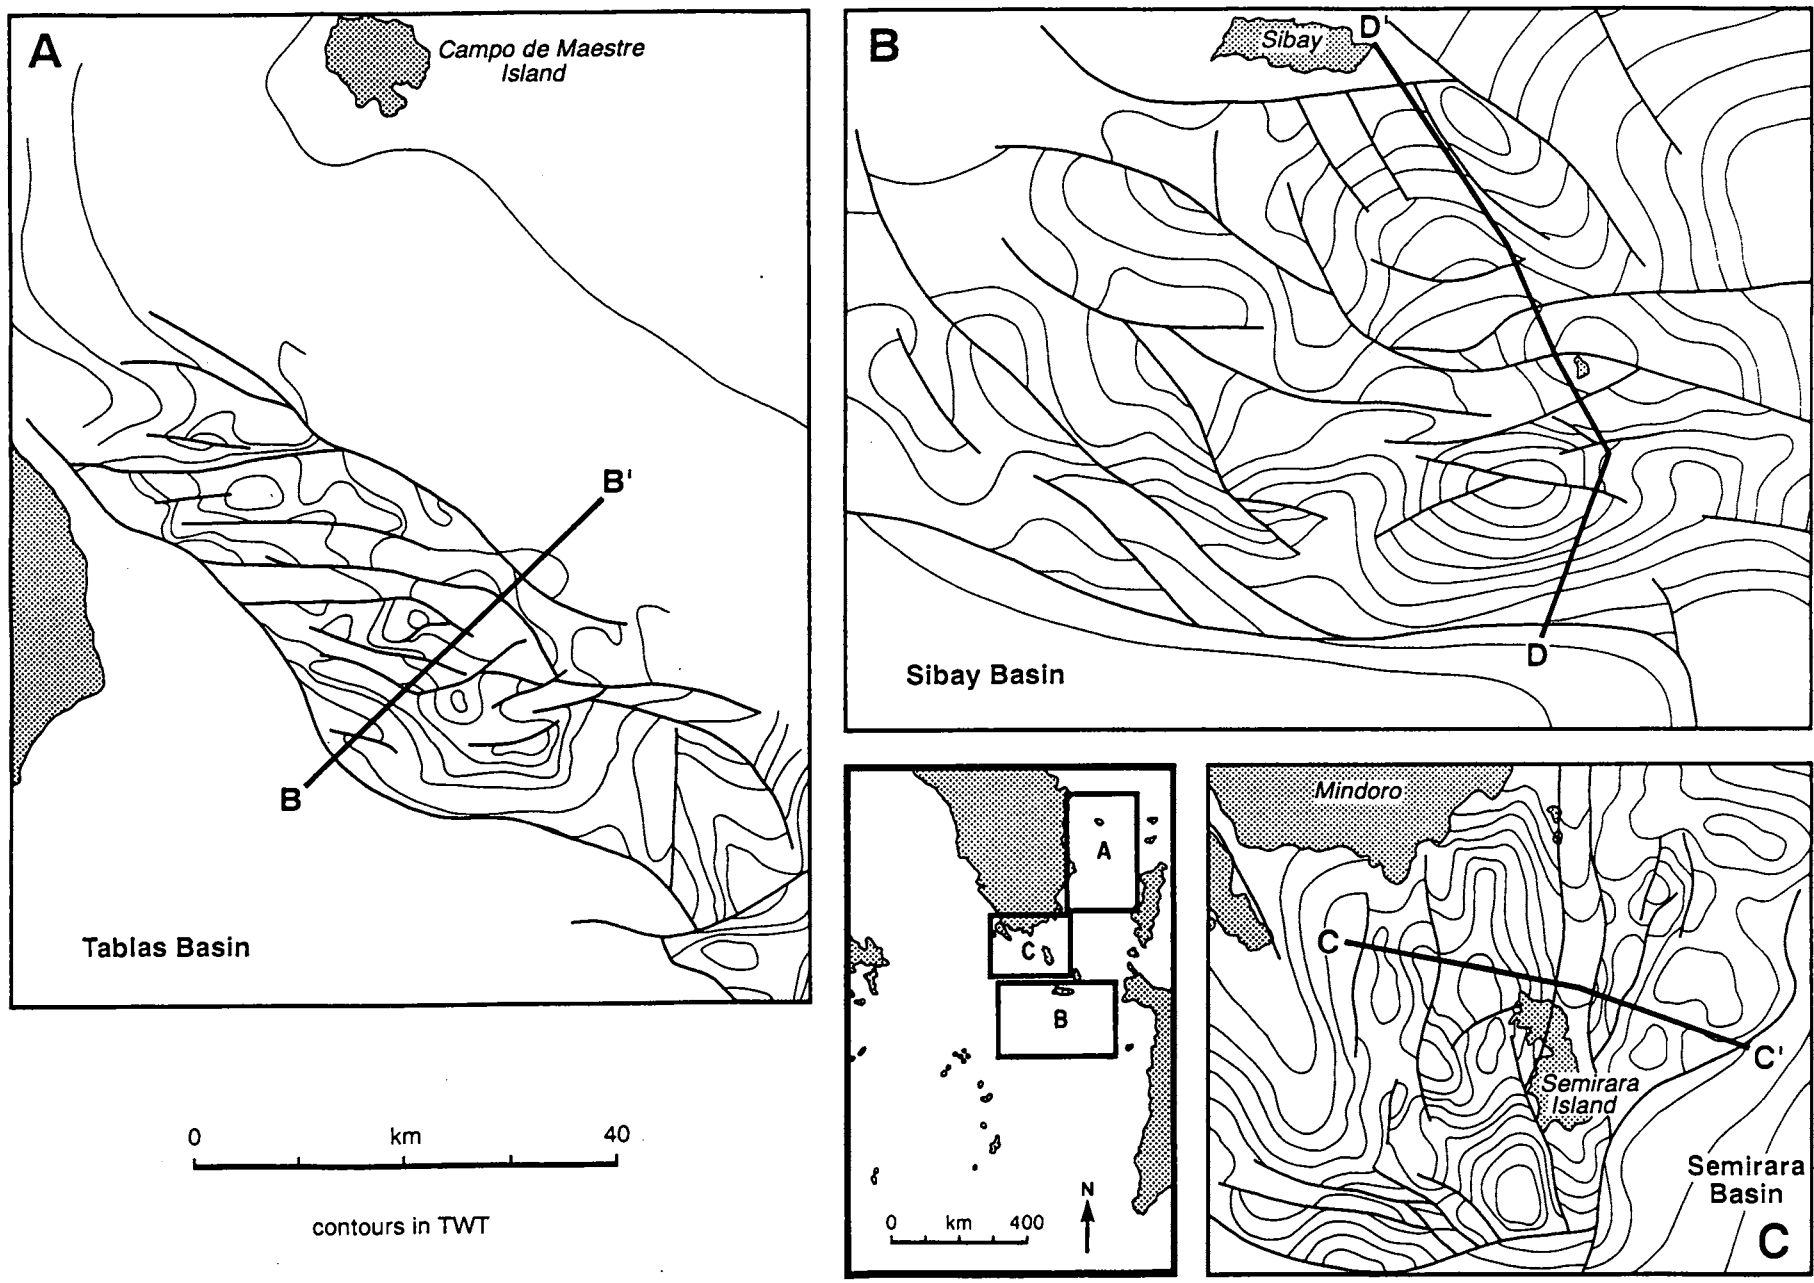 A
Campo de Maestre
Island
B'
B
Tablas Basin
0 km 40
contours in TWT
B
Sibay
D'
D
Sibay Basin
A
C
B
N
0 km 400
Mindoro
C
C'
Semirara
Island
Semirara
Basin
C